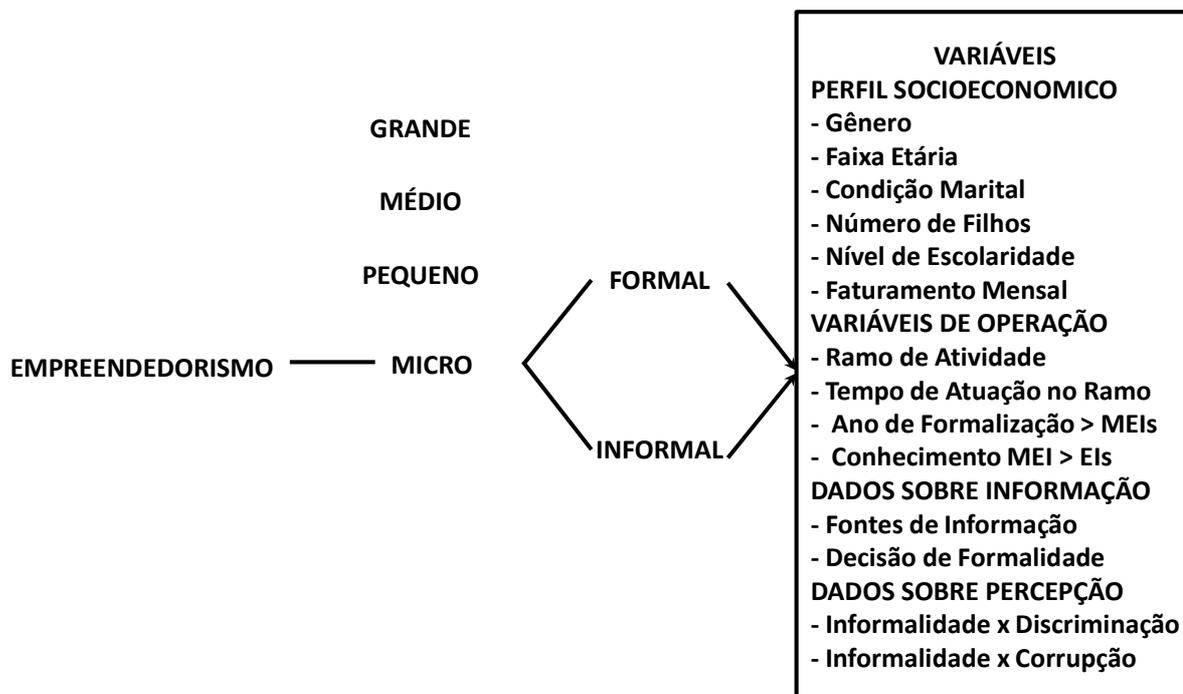 EMPREENDEDORISMO
GRANDE
MÉDIO
PEQUENO
MICRO
FORMAL
INFORMAL
VARIÁVEIS
PERFIL SOCIOECONOMICO
- Gênero
- Faixa Etária
- Condição Marital
- Número de Filhos
- Nível de Escolaridade
- Faturamento Mensal
VARIÁVEIS DE OPERAÇÃO
- Ramo de Atividade
- Tempo de Atuação no Ramo
- Ano de Formalização > MEIs
- Conhecimento MEI > EIs
DADOS SOBRE INFORMAÇÃO
- Fontes de Informação
- Decisão de Formalidade
DADOS SOBRE PERCEPÇÃO
- Informalidade x Discriminação
- Informalidade x Corrupção